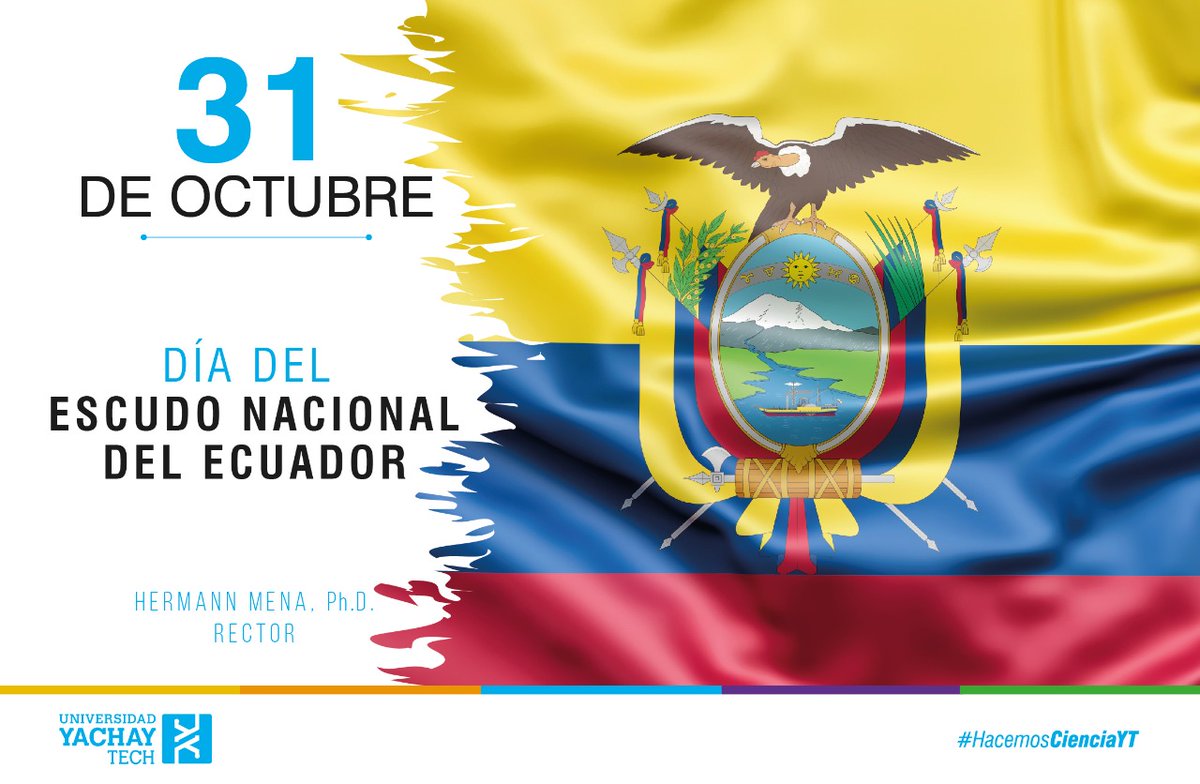 31
DE OCTUBRE
DÍA DEL
ESCUDO NACIONAL
DEL ECUADOR
HERMANN MENA, Ph.D.
RECTOR
UNIVERSIDAD
YACHAY
TECH
#HacemosCienciaYT